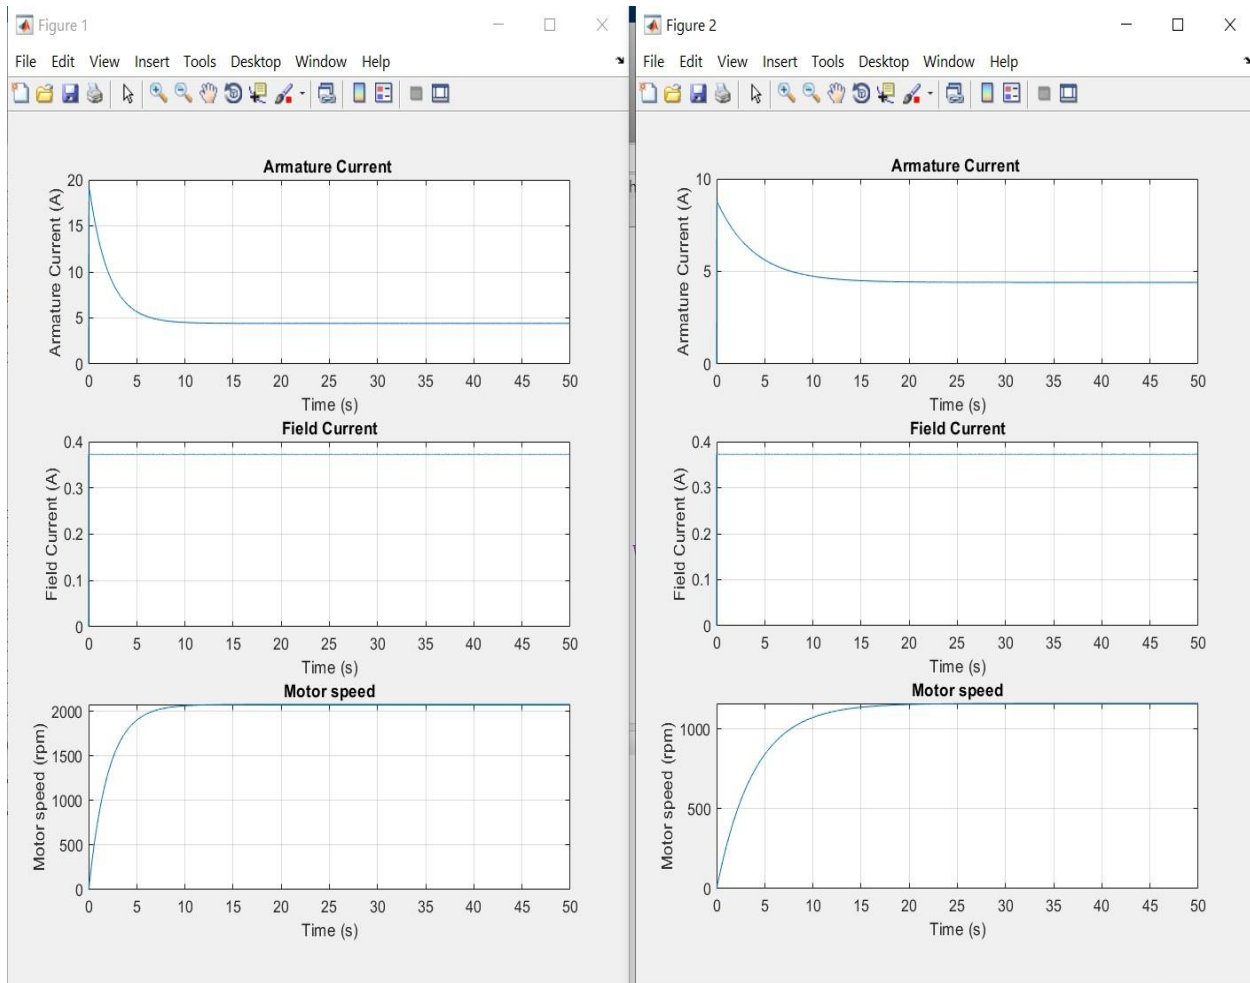 Figure 1
File Edit View Insert Tools Desktop Window Help
Armature Current
Armature Current (A)
20
15
10
5
0
0 5 10 15 20 25 30 35 40 45 50
Time (s)
Field Current
Field Current (A)
0.4
0.3
0.2
0.1
0
0 5 10 15 20 25 30 35 40 45 50
Time (s)
Motor speed
Motor speed (rpm)
2000
1500
1000
500
0
0 5 10 15 20 25 30 35 40 45 50
Time (s)
Figure 2
File Edit View Insert Tools Desktop Window Help
Armature Current
Armature Current (A)
10
5
0
0 5 10 15 20 25 30 35 40 45 50
Time (s)
Field Current
Field Current (A)
0.4
0.3
0.2
0.1
0
0 5 10 15 20 25 30 35 40 45 50
Time (s)
Motor speed
Motor speed (rpm)
1000
500
0
0 5 10 15 20 25 30 35 40 45 50
Time (s)